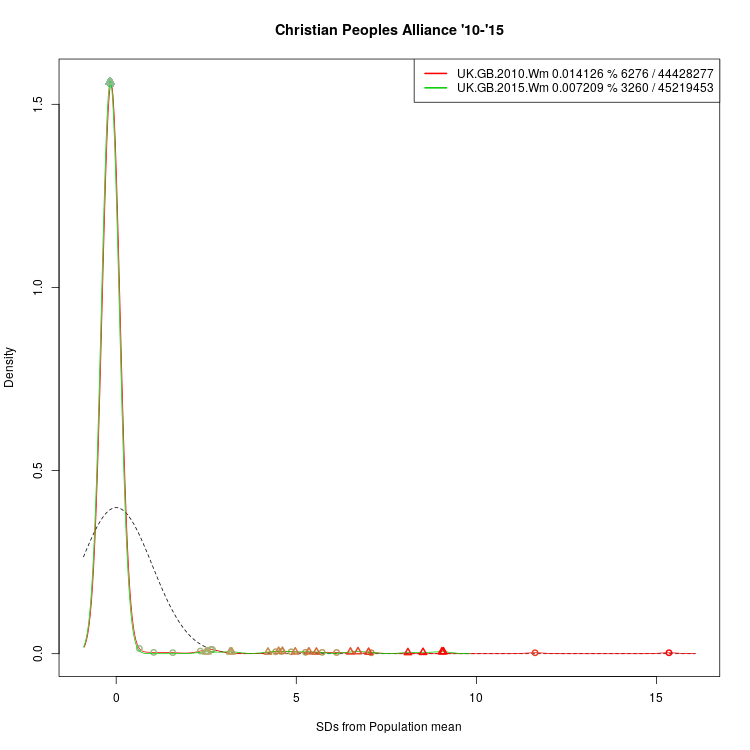 Christian Peoples Alliance '10-'15
UK.GB.2010.Wm 0.014126 % 6276 / 44428277
UK.GB.2015.Wm 0.007209 % 3260 / 45219453
1.5
1.0
0.5
0.0
Density
0 5 10 15
SDs from Population mean